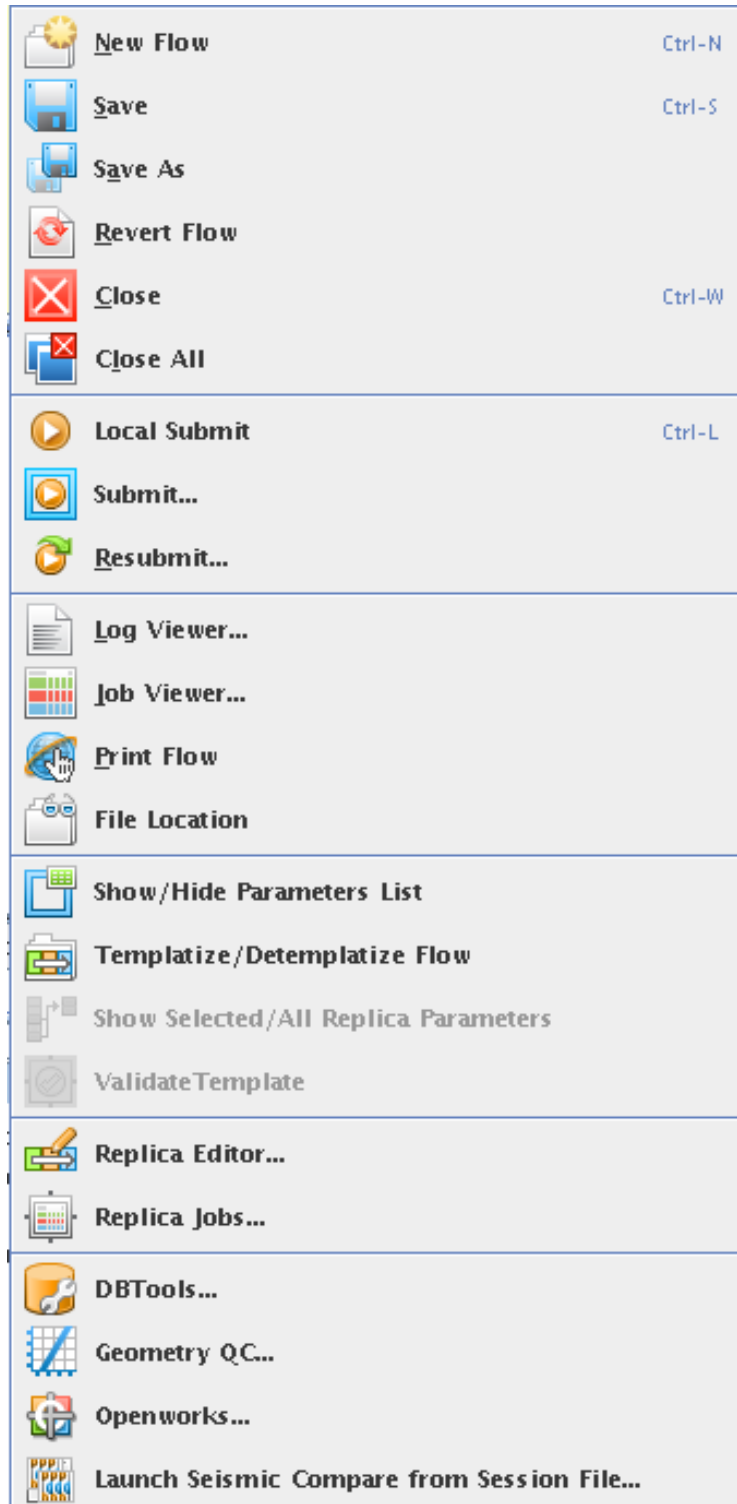 New Flow Ctrl-N
Save Ctrl-S
Save As
Revert Flow
Close Ctrl-W
Close All
Local Submit Ctrl-L
Submit...
Resubmit...
Log Viewer...
Job Viewer...
Print Flow
File Location
Show/Hide Parameters List
Templatize/Detemplatize Flow
Show Selected/All Replica Parameters
ValidateTemplate
Replica Editor...
Replica Jobs...
DBTools...
Geometry QC...
Openworks...
Launch Seismic Compare from Session File...